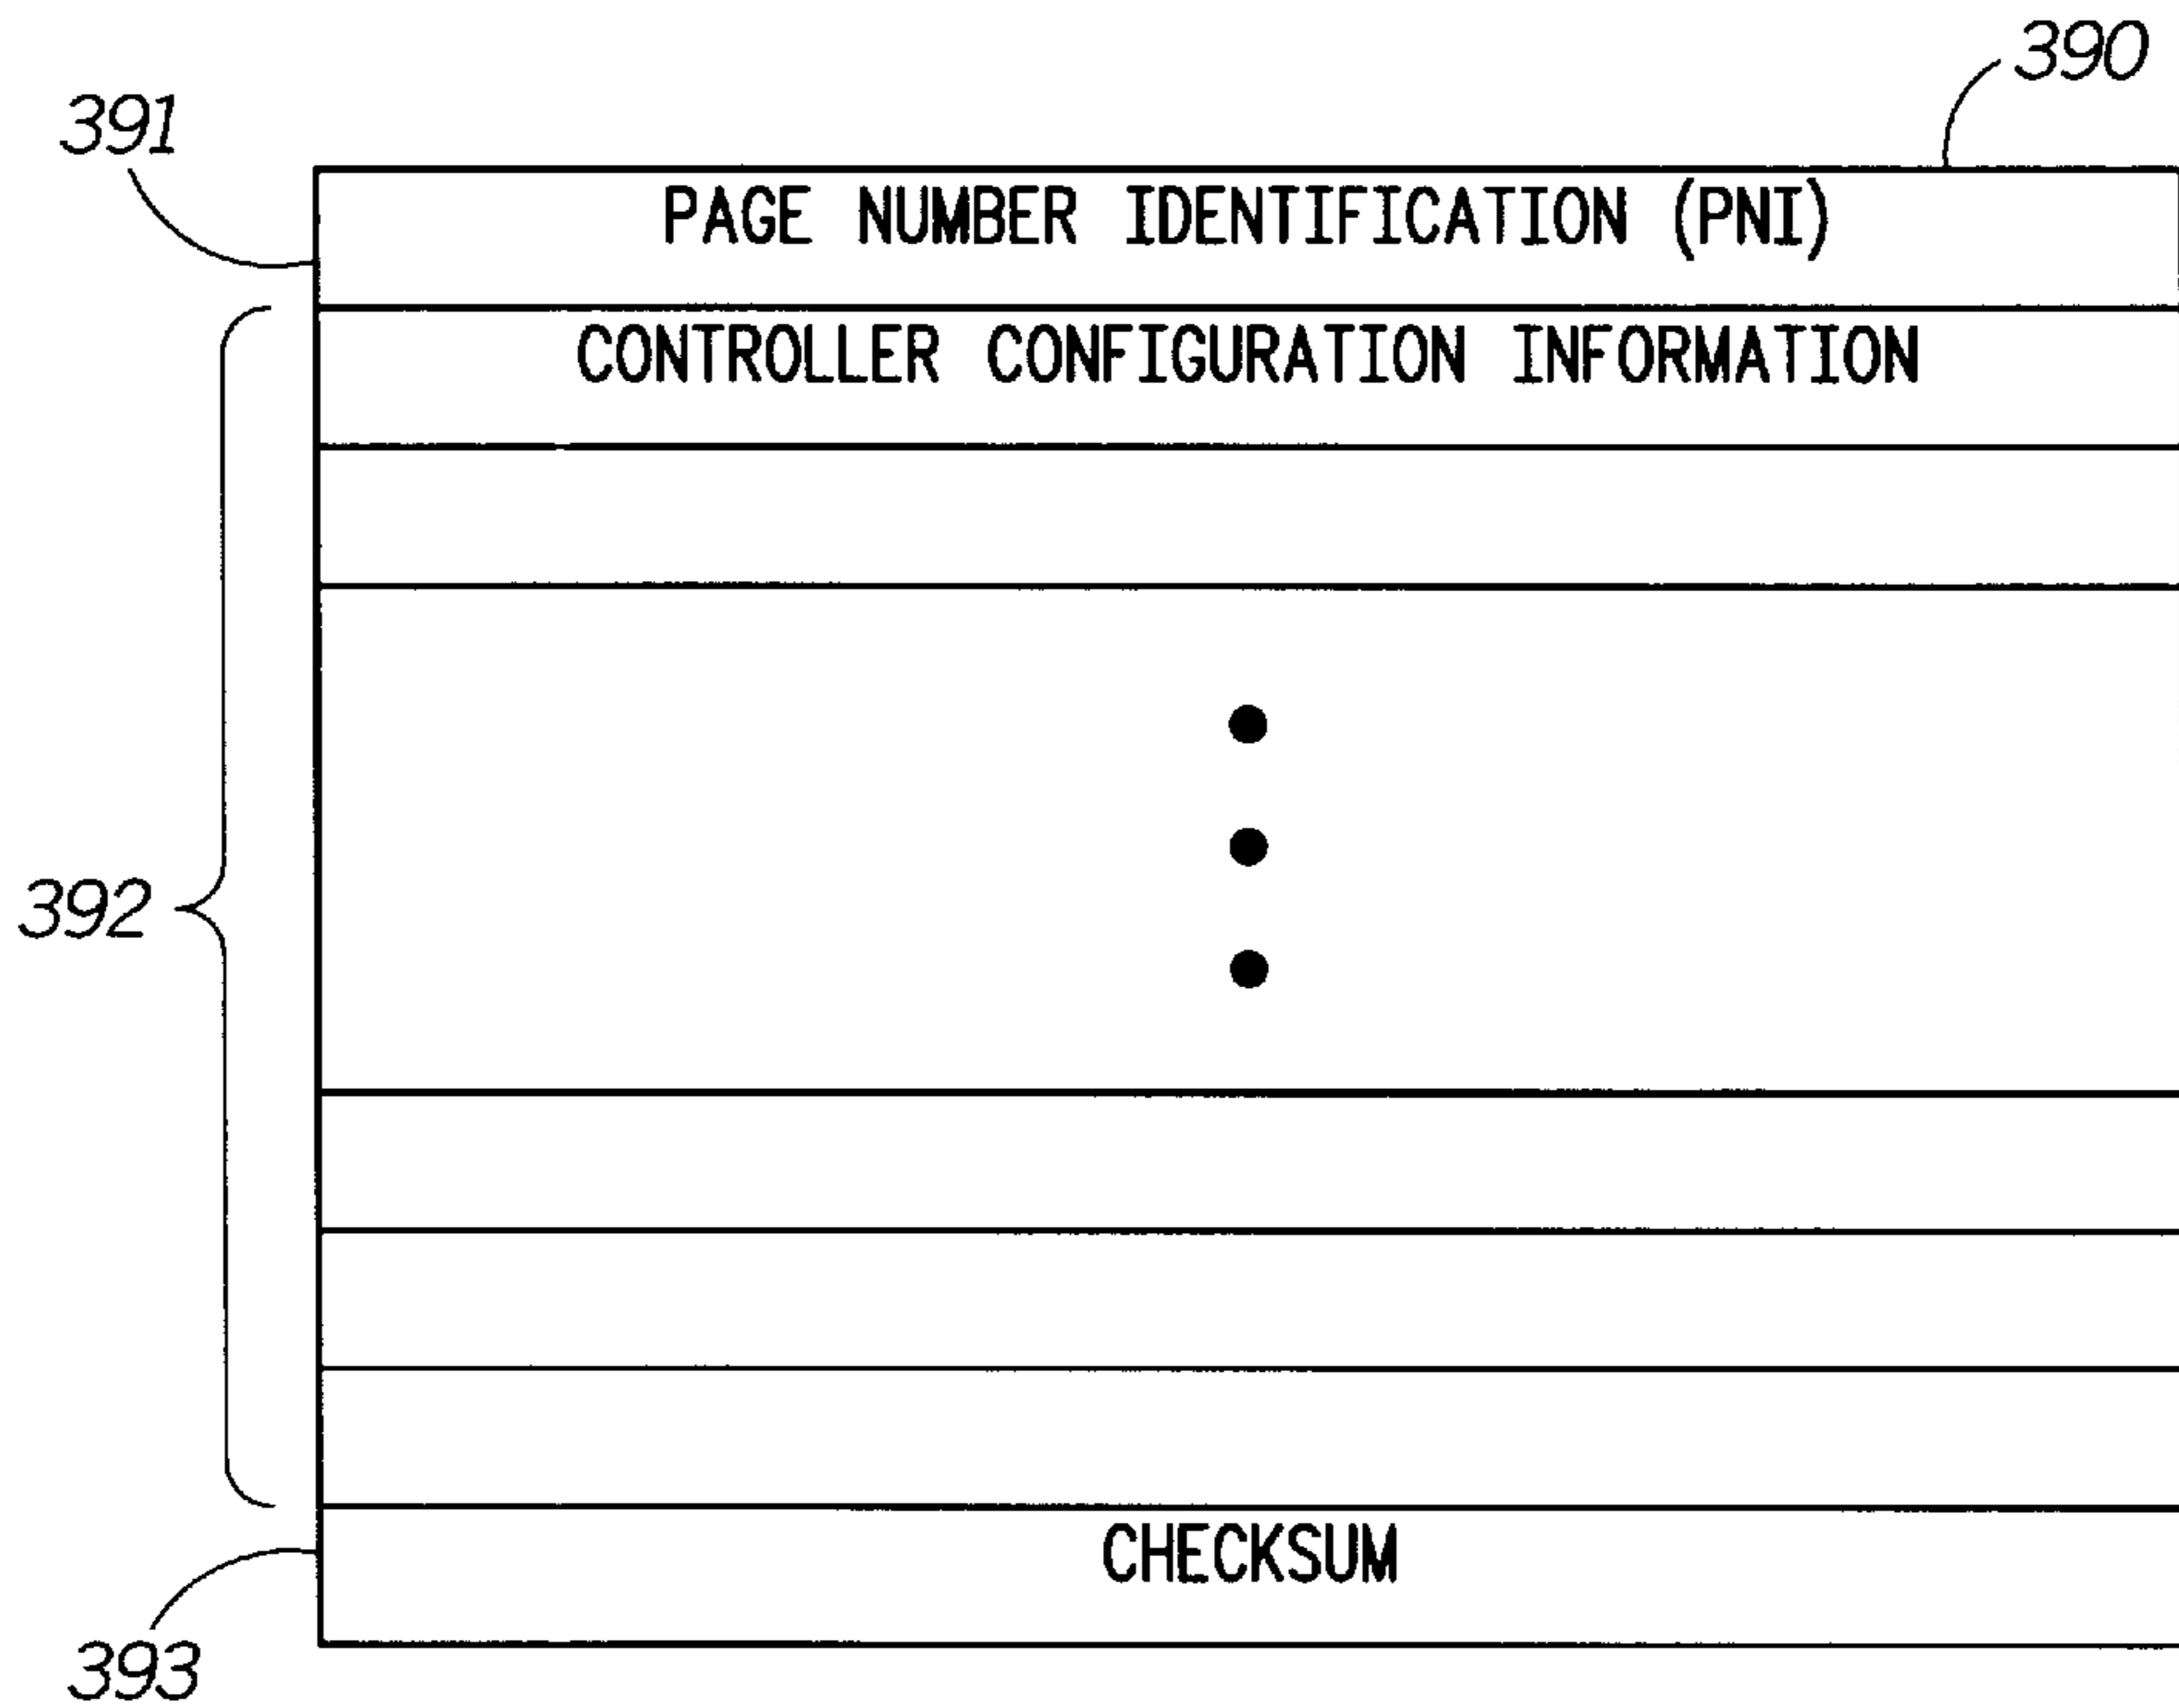 390
391
PAGE NUMBER IDENTIFICATION (PNI)
CONTROLLER CONFIGURATION INFORMATION
392
CHECKSUM
393